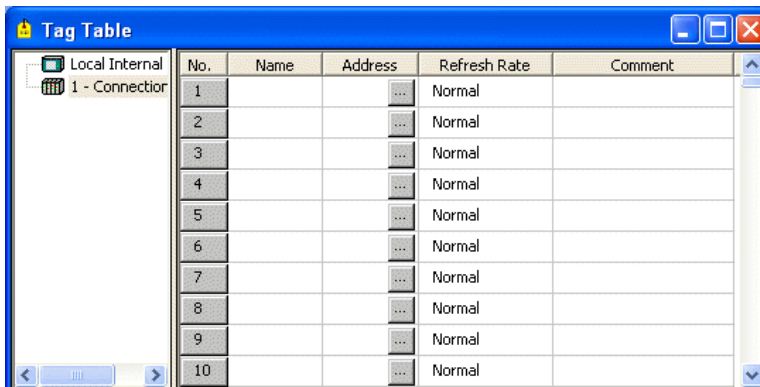 Tag Table
Local Internal
1 - Connection
No. Name Address Refresh Rate Comment
1 ... Normal
2 ... Normal
3 ... Normal
4 ... Normal
5 ... Normal
6 ... Normal
7 ... Normal
8 ... Normal
9 ... Normal
10 ... Normal